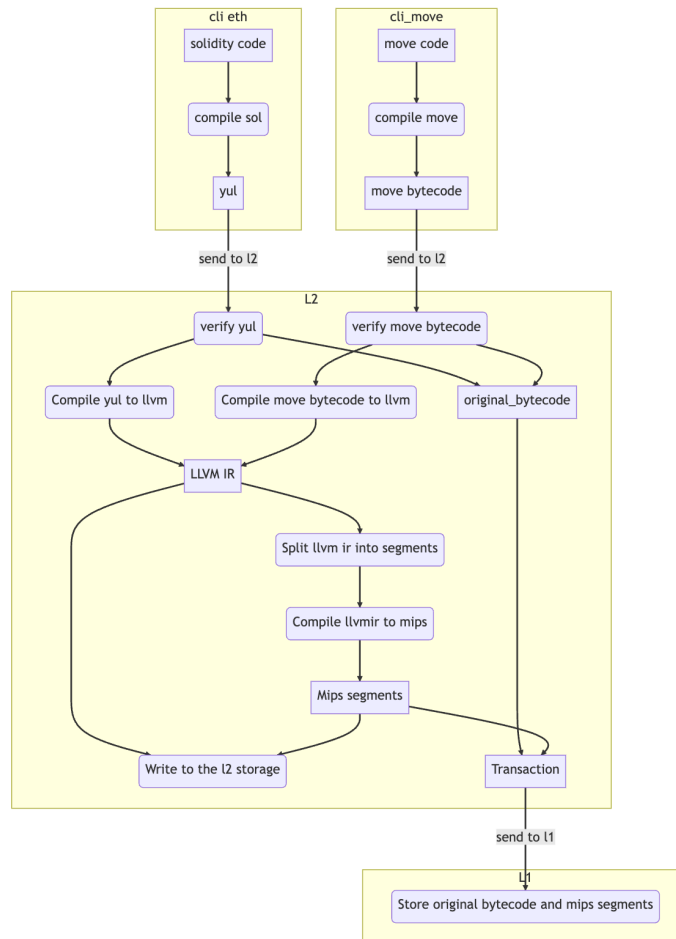 cli eth
cli_move
solidity code
move code
compile sol
compile move
yul
move bytecode
send to l2
send to l2
L2
verify yul
verify move bytecode
Compile yul to llvm
Compile move bytecode to llvm
original_bytecode
LLVM IR
Split llvm ir into segments
Compile llvmir to mips
Mips segments
Write to the l2 storage
Transaction
send to l1
L1
Store original bytecode and mips segments